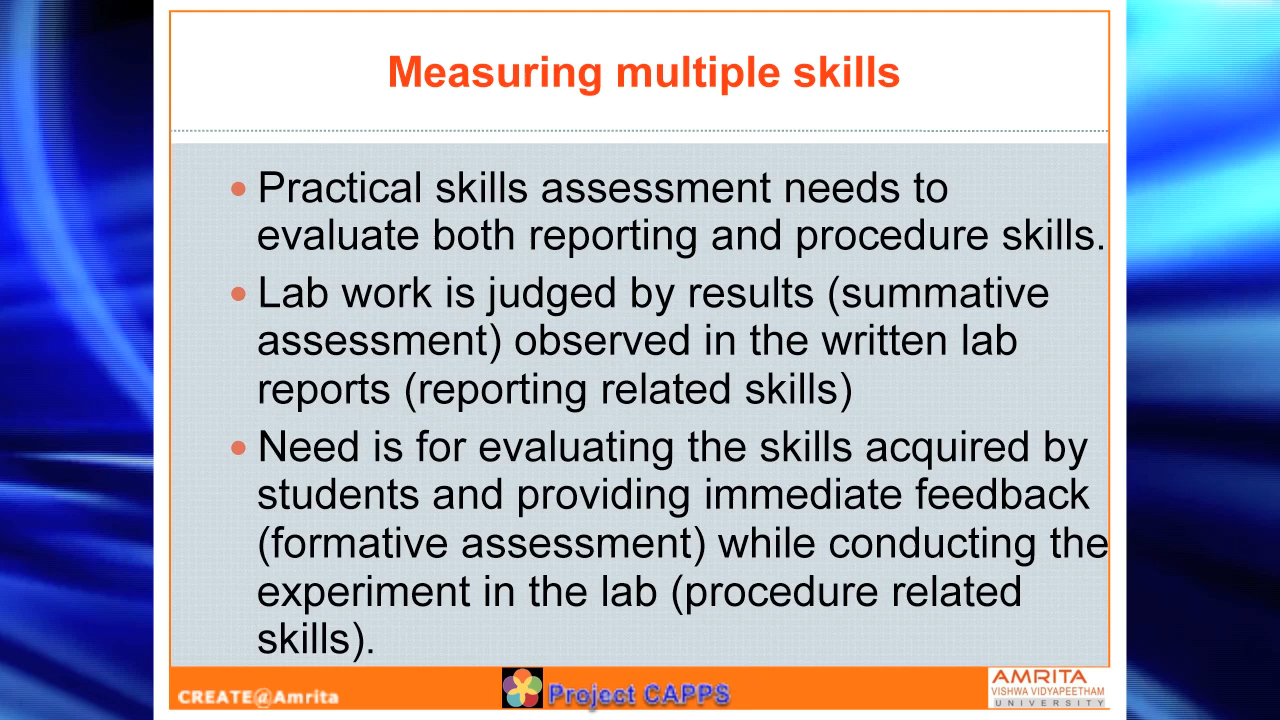 Measuring multiple skills
Practical skills assessment needs to
evaluate both reporting and procedure skills.
Lab work is judged by results (summative
assessment) observed in the written lab
reports (reporting related skills)
Need is for evaluating the skills acquired by
students and providing immediate feedback
(formative assessment) while conducting the
experiment in the lab (procedure related
skills).
CREATE@Amrita
Project CAPPS
AMRITA
VISHWA VIDYAPEETHAM
UNIVERSITY